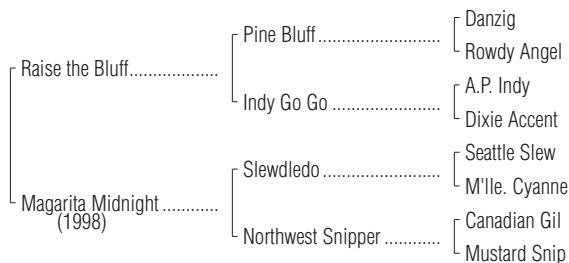 Danzig
Pine Bluff........................
Rowdy Angel
Raise the Bluff.................
A.P. Indy
Indy Go Go .....................
Dixie Accent
Seattle Slew
Slewdledo .......................
M'lle. Cyanne
Magarita Midnight ...........
(1998)
Canadian Gil
Northwest Snipper ...........
Mustard Snip